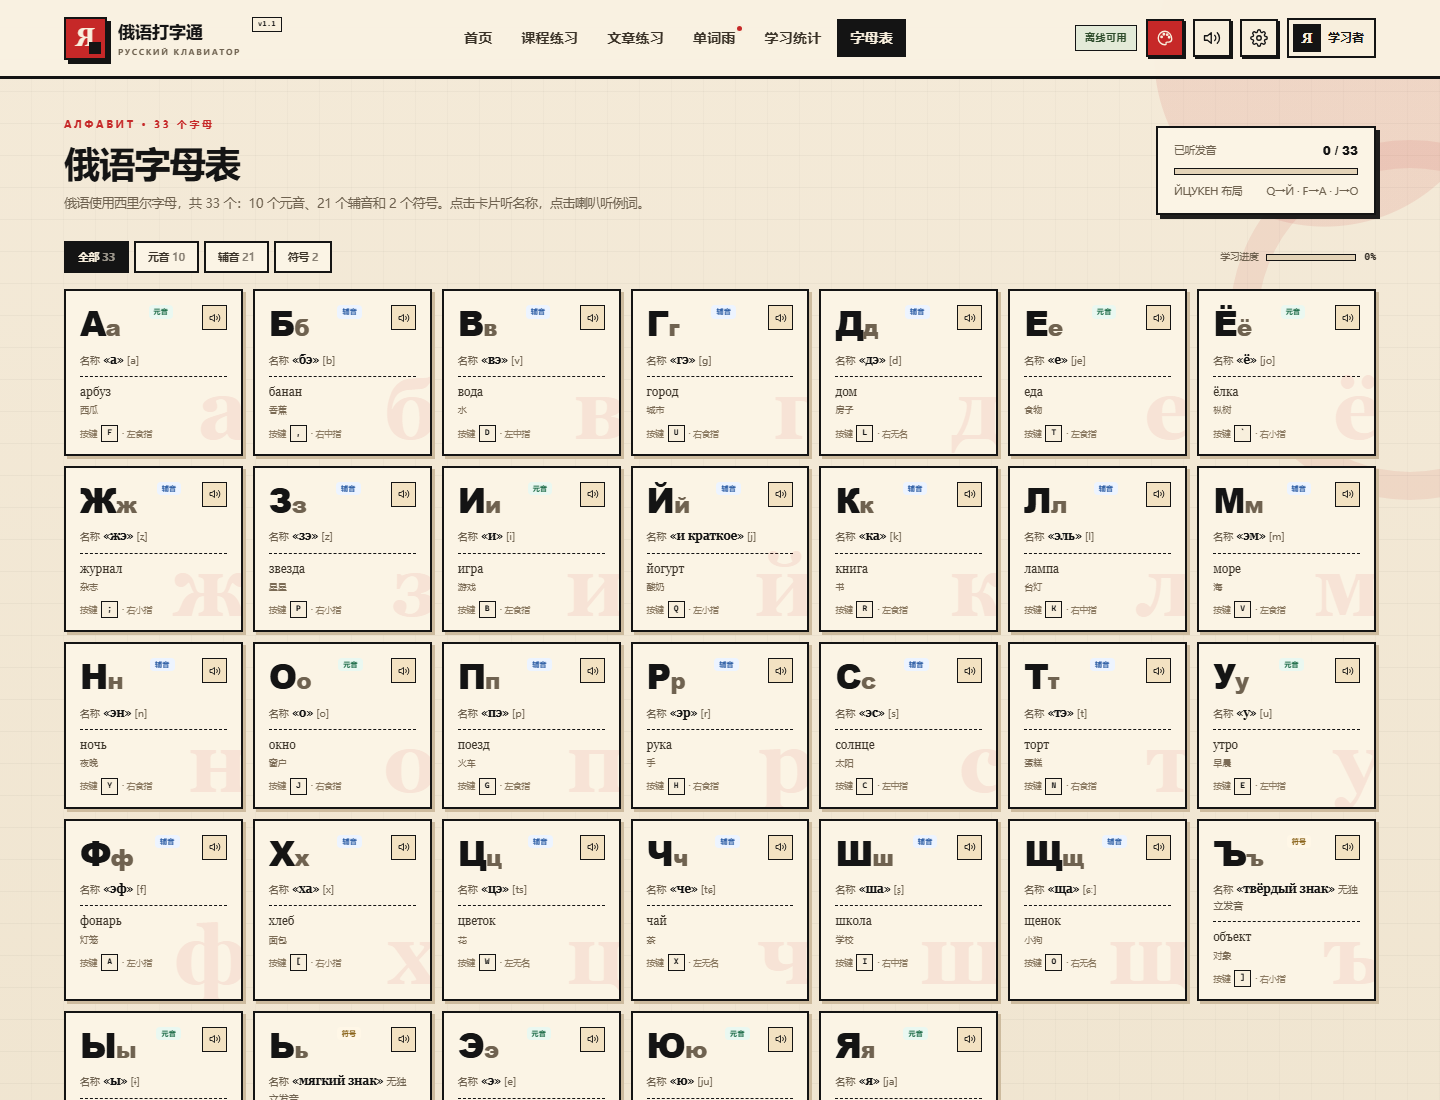 Я 俄语打字通 v1.1
РУССКИЙ КЛАВИАТОР
首页 课程练习 文章练习 单词雨 学习统计 字母表
离线可用 Я 学习者
АЛФАВИТ • 33 个字母
俄语字母表
俄语使用西里尔字母，共 33 个：10 个元音、21 个辅音和 2 个符号。点击卡片听名称，点击喇叭听例词。
已听发音 0 / 33
ЙЦУКЕН 布局 Q→Й · F→А · J→О
全部 33 元音 10 辅音 21 符号 2
学习进度 0%
Аа 元音
名称 «а» [a]
арбуз
西瓜
按键 F · 左食指
а
Бб 辅音
名称 «бэ» [b]
банан
香蕉
按键 , · 右中指
б
Вв 辅音
名称 «вэ» [v]
вода
水
按键 D · 左中指
в
Гг 辅音
名称 «гэ» [g]
город
城市
按键 U · 右食指
г
Дд 辅音
名称 «дэ» [d]
дом
房子
按键 L · 右无名
д
Ее 元音
名称 «е» [je]
еда
食物
按键 T · 左食指
е
Ёё 元音
名称 «ё» [jo]
ёлка
枞树
按键 ` · 右小指
ё
Жж 辅音
名称 «жэ» [ʐ]
журнал
杂志
按键 ; · 右小指
ж
Зз 辅音
名称 «зэ» [z]
звезда
星星
按键 P · 右小指
з
Ии 元音
名称 «и» [i]
игра
游戏
按键 B · 左食指
и
Йй 辅音
名称 «и краткое» [j]
йогурт
酸奶
按键 Q · 左小指
й
Кк 辅音
名称 «ка» [k]
книга
书
按键 R · 左食指
к
Лл 辅音
名称 «эль» [l]
лампа
台灯
按键 K · 右中指
л
Мм 辅音
名称 «эм» [m]
море
海
按键 V · 左食指
м
Нн 辅音
名称 «эн» [n]
ночь
夜晚
按键 Y · 右食指
н
Оо 元音
名称 «о» [o]
окно
窗户
按键 J · 右食指
о
Пп 辅音
名称 «пэ» [p]
поезд
火车
按键 G · 左食指
п
Рр 辅音
名称 «эр» [r]
рука
手
按键 H · 右食指
р
Сс 辅音
名称 «эс» [s]
солнце
太阳
按键 C · 左中指
с
Тт 辅音
名称 «тэ» [t]
торт
蛋糕
按键 N · 右食指
т
Уу 元音
名称 «у» [u]
утро
早晨
按键 E · 左中指
у
Фф 辅音
名称 «эф» [f]
фонарь
灯笼
按键 A · 左小指
ф
Хх 辅音
名称 «ха» [x]
хлеб
面包
按键 [ · 右小指
х
Цц 辅音
名称 «цэ» [ts]
цветок
花
按键 W · 左无名
ц
Чч 辅音
名称 «че» [tɕ]
чай
茶
按键 X · 左无名
ч
Шш 辅音
名称 «ша» [ʂ]
школа
学校
按键 I · 右中指
ш
Щщ 辅音
名称 «ща» [ɕː]
щенок
小狗
按键 O · 右无名
щ
Ъъ 符号
名称 «твёрдый знак» 无独
立发音
объект
对象
按键 ] · 右小指
ъ
Ыы 元音
名称 «ы» [ɨ]
Ьь 符号
名称 «мягкий знак» 无独
立发音
Ээ 元音
名称 «э» [e]
Юю 元音
名称 «ю» [ju]
Яя 元音
名称 «я» [ja]